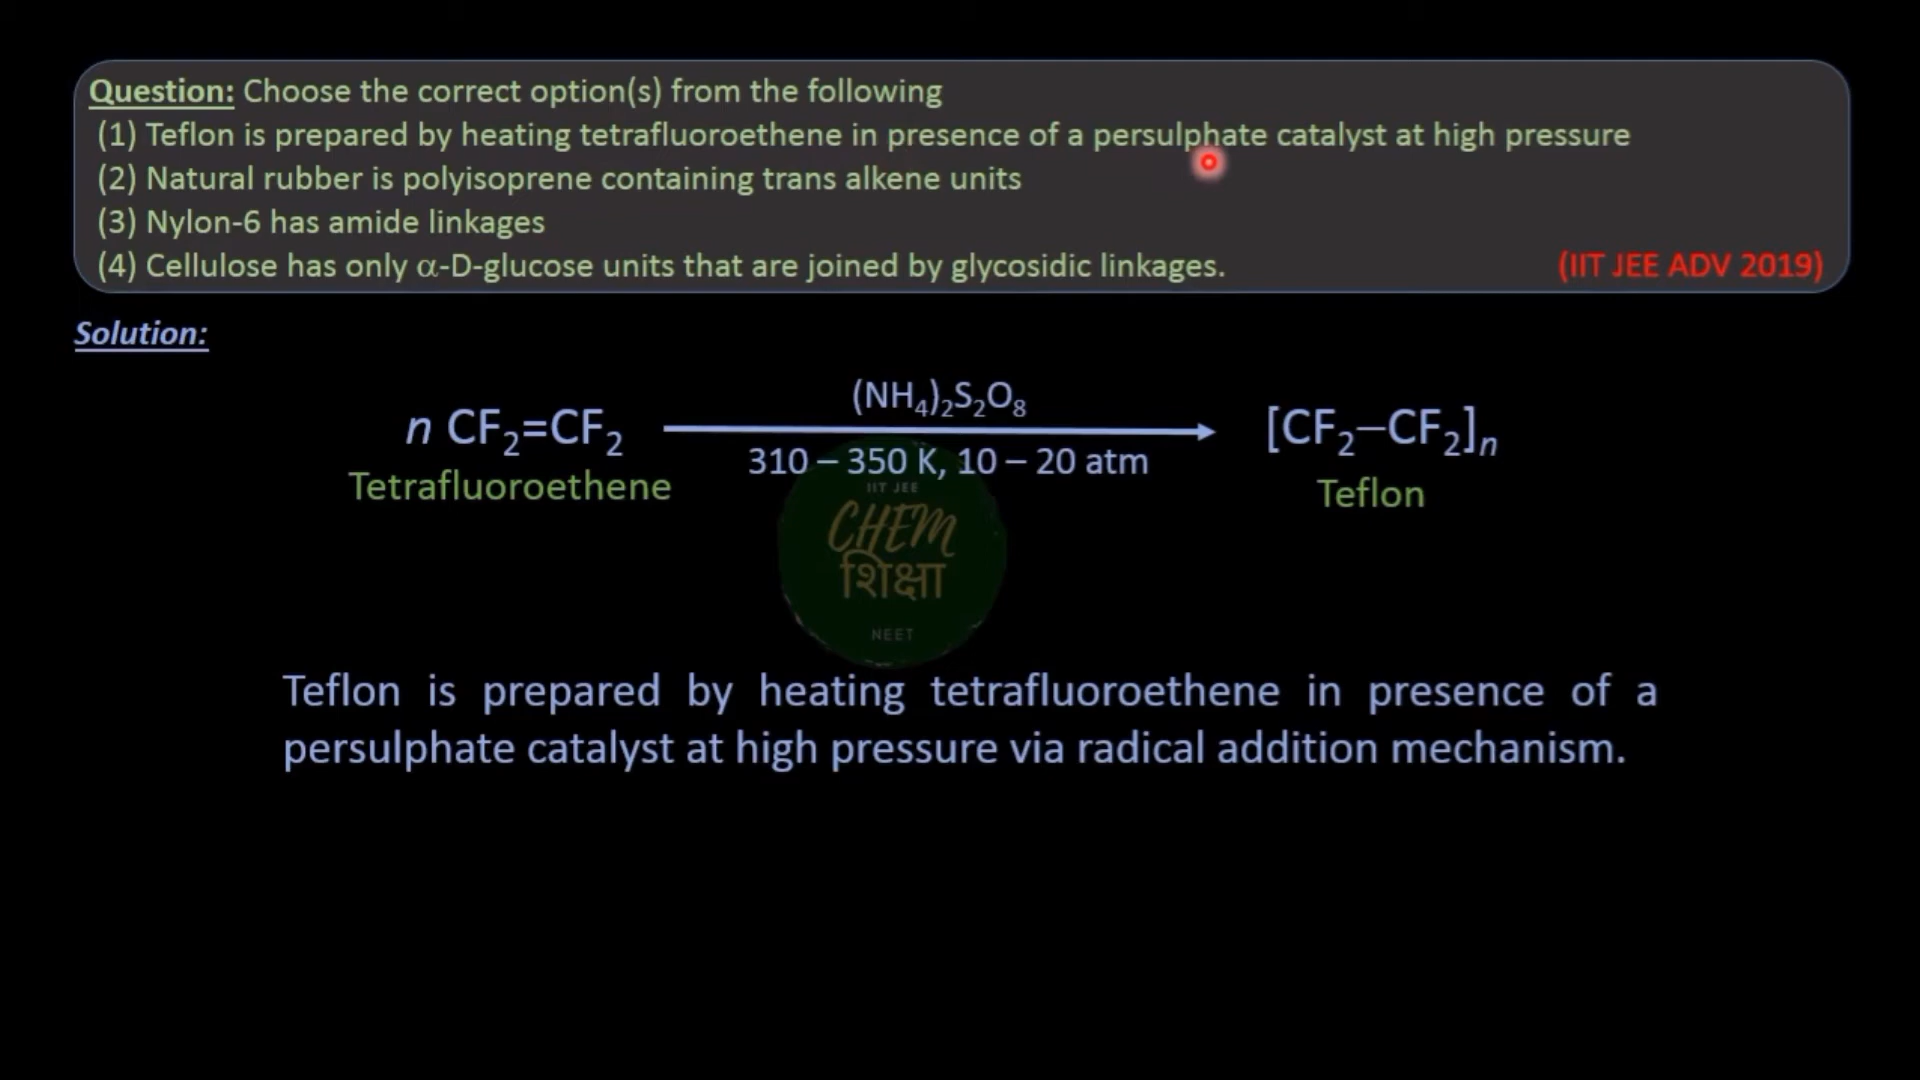 Question: Choose the correct option(s) from the following
(1) Teflon is prepared by heating tetrafluoroethene in presence of a persulphate catalyst at high pressure
(2) Natural rubber is polyisoprene containing trans alkene units
(3) Nylon-6 has amide linkages
(4) Cellulose has only α-D-glucose units that are joined by glycosidic linkages. (IIT JEE ADV 2019)
Solution:
(NH₄)₂S₂O₈
n CF₂=CF₂ [CF₂–CF₂]ₙ
310 – 350 K, 10 – 20 atm
Tetrafluoroethene Teflon
IIT JEE
CHEM
शिक्षा
NEET
Teflon is prepared by heating tetrafluoroethene in presence of a
persulphate catalyst at high pressure via radical addition mechanism.